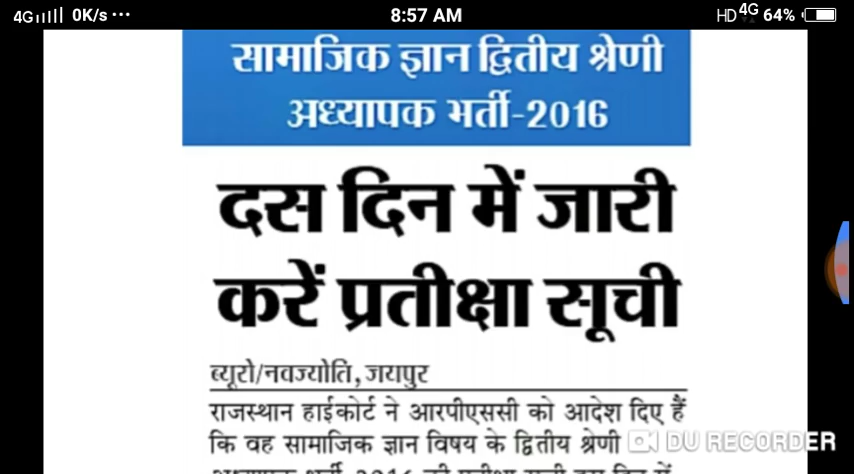 4G 0K/s ··· 8:57 AM HD 4G 64%
सामाजिक ज्ञान द्वितीय श्रेणी
अध्यापक भर्ती-2016
दस दिन में जारी
करें प्रतीक्षा सूची
ब्यूरो/नवज्योति, जयपुर
राजस्थान हाईकोर्ट ने आरपीएससी को आदेश दिए हैं
कि वह सामाजिक ज्ञान विषय के द्वितीय श्रेणी DU RECORDER